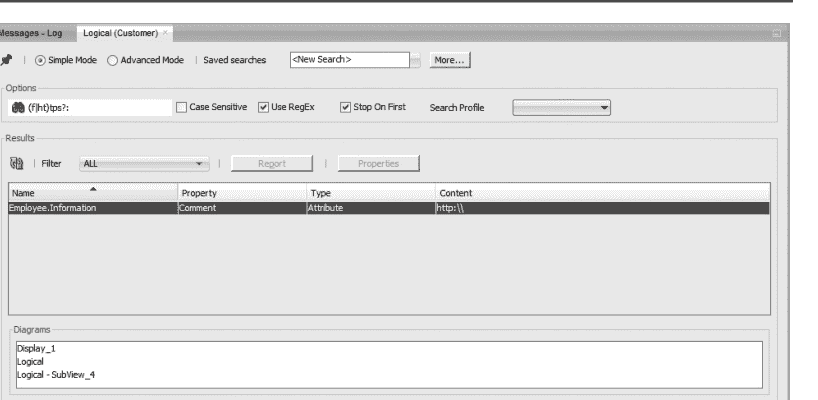 Messages - Log Logical (Customer) ×
Simple Mode Advanced Mode Saved searches <New Search> More...
Options
(f|ht)tps?: Case Sensitive Use RegEx Stop On First Search Profile
Results
Filter ALL Report Properties
Name Property Type Content
Employee.Information Comment Attribute http:\\
Diagrams
Display_1
Logical
Logical - SubView_4